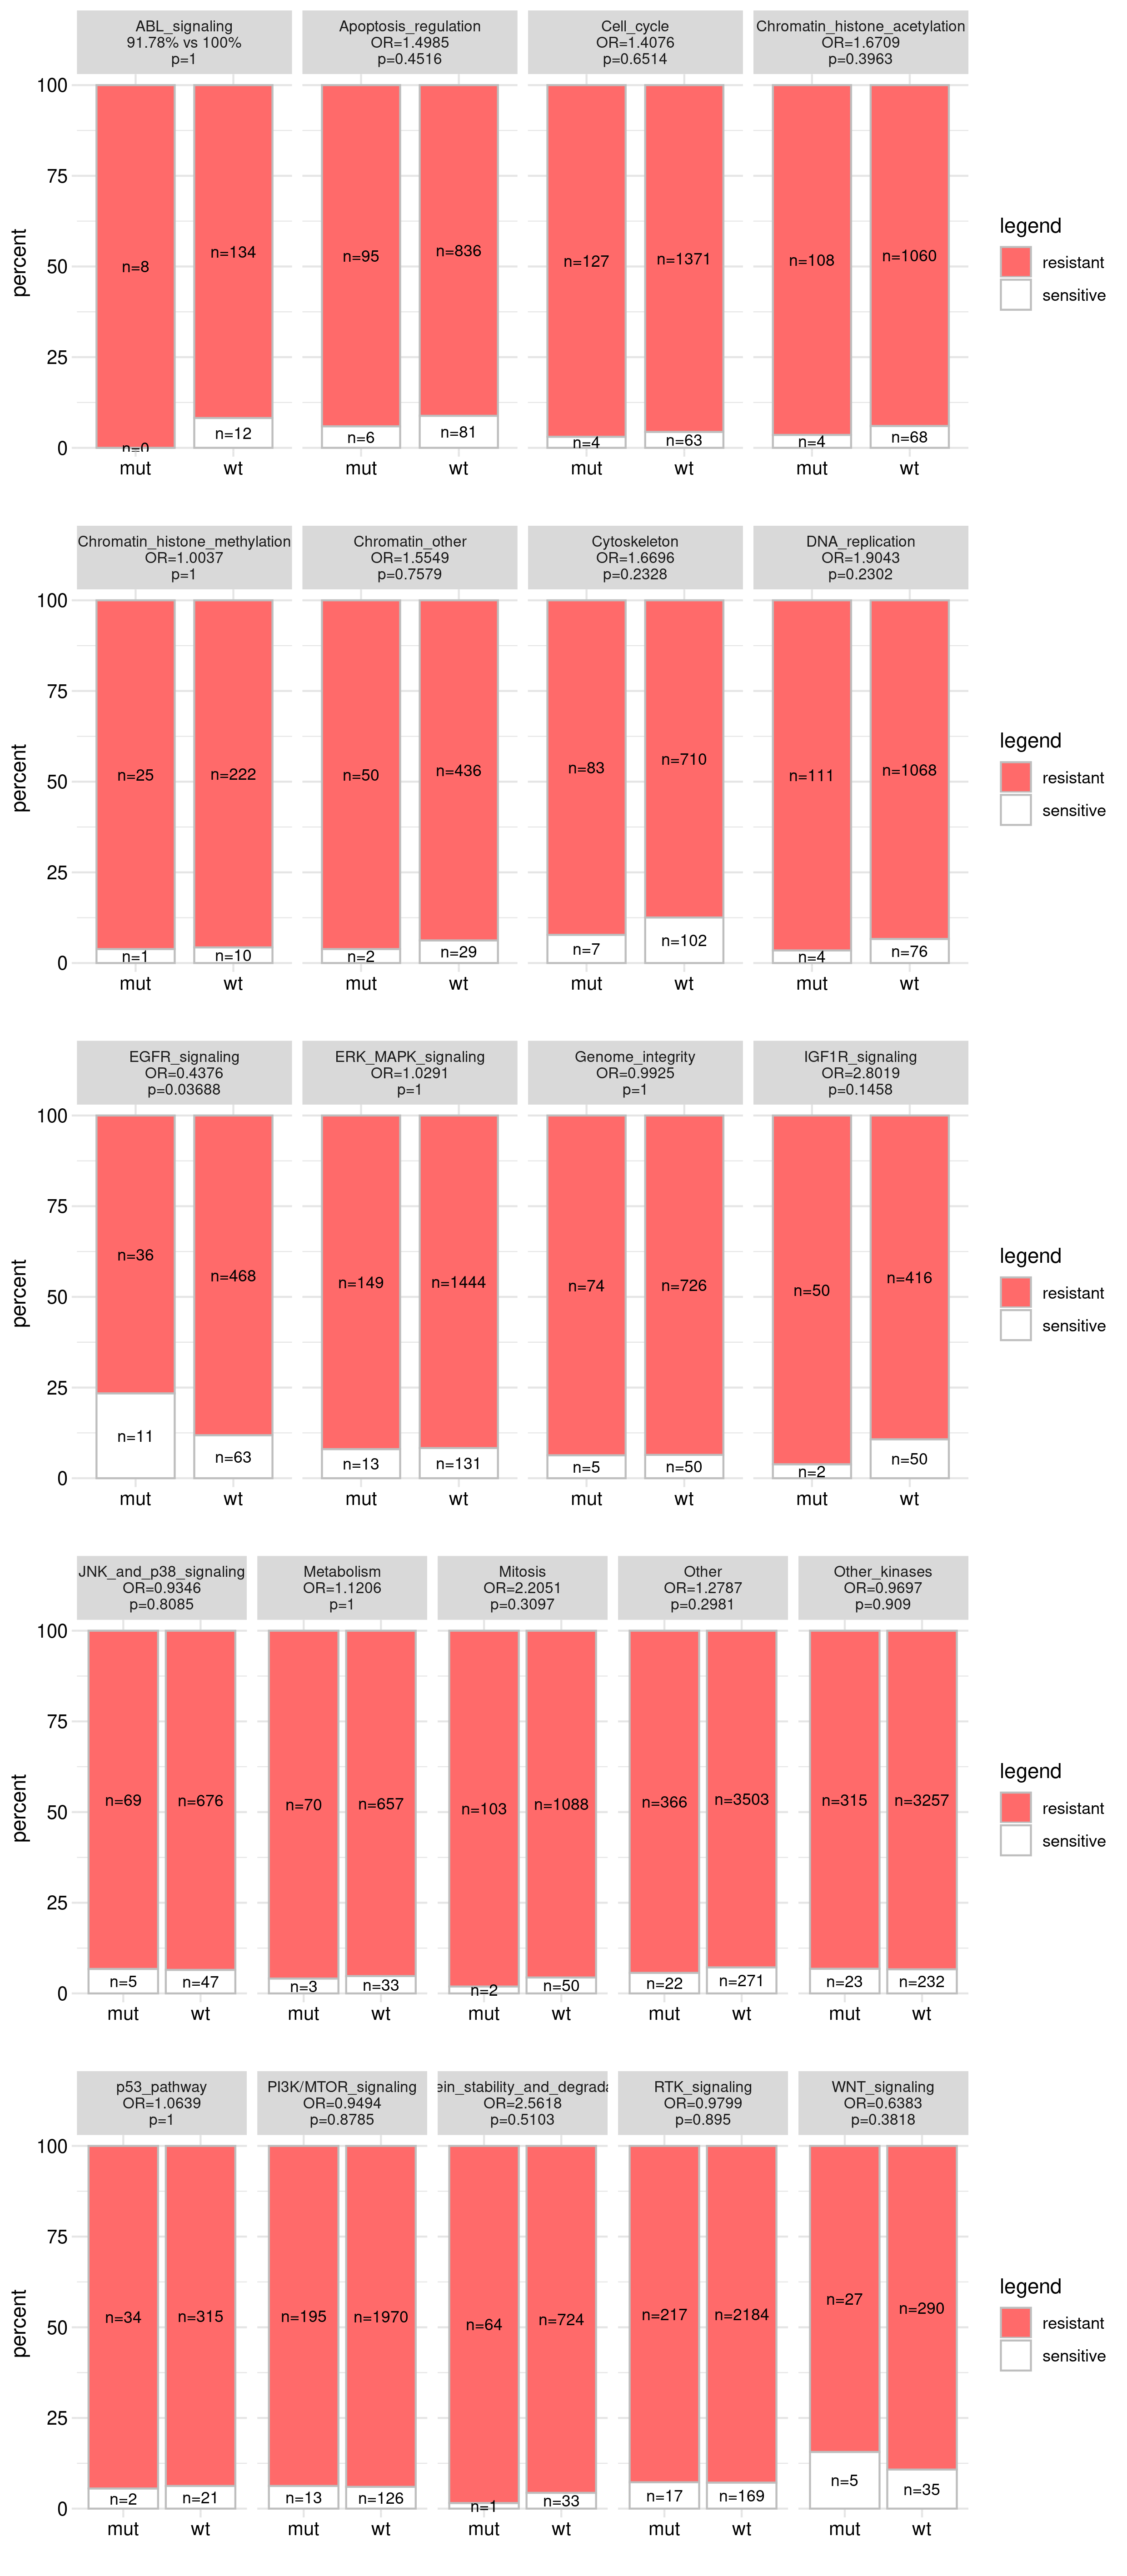 ABL_signaling
91.78% vs 100%
p=1
Apoptosis_regulation
OR=1.4985
p=0.4516
Cell_cycle
OR=1.4076
p=0.6514
Chromatin_histone_acetylation
OR=1.6709
p=0.3963
percent
100
75
50
25
0
n=8
n=134
n=95
n=836
n=127
n=1371
n=108
n=1060
n=0
n=12
n=6
n=81
n=4
n=63
n=4
n=68
mut
wt
mut
wt
mut
wt
mut
wt
legend
resistant
sensitive
Chromatin_histone_methylation
OR=1.0037
p=1
Chromatin_other
OR=1.5549
p=0.7579
Cytoskeleton
OR=1.6696
p=0.2328
DNA_replication
OR=1.9043
p=0.2302
percent
100
75
50
25
0
n=25
n=222
n=50
n=436
n=83
n=710
n=111
n=1068
n=1
n=10
n=2
n=29
n=7
n=102
n=4
n=76
mut
wt
mut
wt
mut
wt
mut
wt
legend
resistant
sensitive
EGFR_signaling
OR=0.4376
p=0.03688
ERK_MAPK_signaling
OR=1.0291
p=1
Genome_integrity
OR=0.9925
p=1
IGF1R_signaling
OR=2.8019
p=0.1458
percent
100
75
50
25
0
n=36
n=468
n=149
n=1444
n=74
n=726
n=50
n=416
n=11
n=63
n=13
n=131
n=5
n=50
n=2
n=50
mut
wt
mut
wt
mut
wt
mut
wt
legend
resistant
sensitive
JNK_and_p38_signaling
OR=0.9346
p=0.8085
Metabolism
OR=1.1206
p=1
Mitosis
OR=2.2051
p=0.3097
Other
OR=1.2787
p=0.2981
Other_kinases
OR=0.9697
p=0.909
percent
100
75
50
25
0
n=69
n=676
n=70
n=657
n=103
n=1088
n=366
n=3503
n=315
n=3257
n=5
n=47
n=3
n=33
n=2
n=50
n=22
n=271
n=23
n=232
mut
wt
mut
wt
mut
wt
mut
wt
mut
wt
legend
resistant
sensitive
p53_pathway
OR=1.0639
p=1
PI3K/MTOR_signaling
OR=0.9494
p=0.8785
ein_stability_and_degrada
OR=2.5618
p=0.5103
RTK_signaling
OR=0.9799
p=0.895
WNT_signaling
OR=0.6383
p=0.3818
percent
100
75
50
25
0
n=34
n=315
n=195
n=1970
n=64
n=724
n=217
n=2184
n=27
n=290
n=2
n=21
n=13
n=126
n=1
n=33
n=17
n=169
n=5
n=35
mut
wt
mut
wt
mut
wt
mut
wt
mut
wt
legend
resistant
sensitive